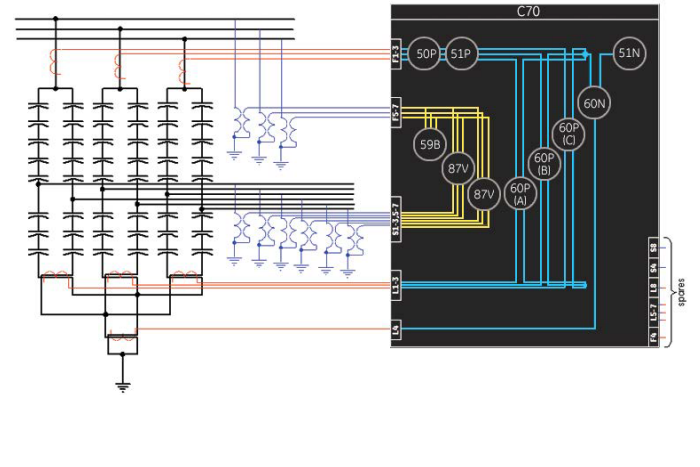 C70
F1-3
50P
51P
51N
60N
F5-7
59B
60P
(C)
60P
(B)
87V
87V
60P
(A)
S1-3,5-7
L1-3
L4
S8
S4
L8
L5-7
F4
spares